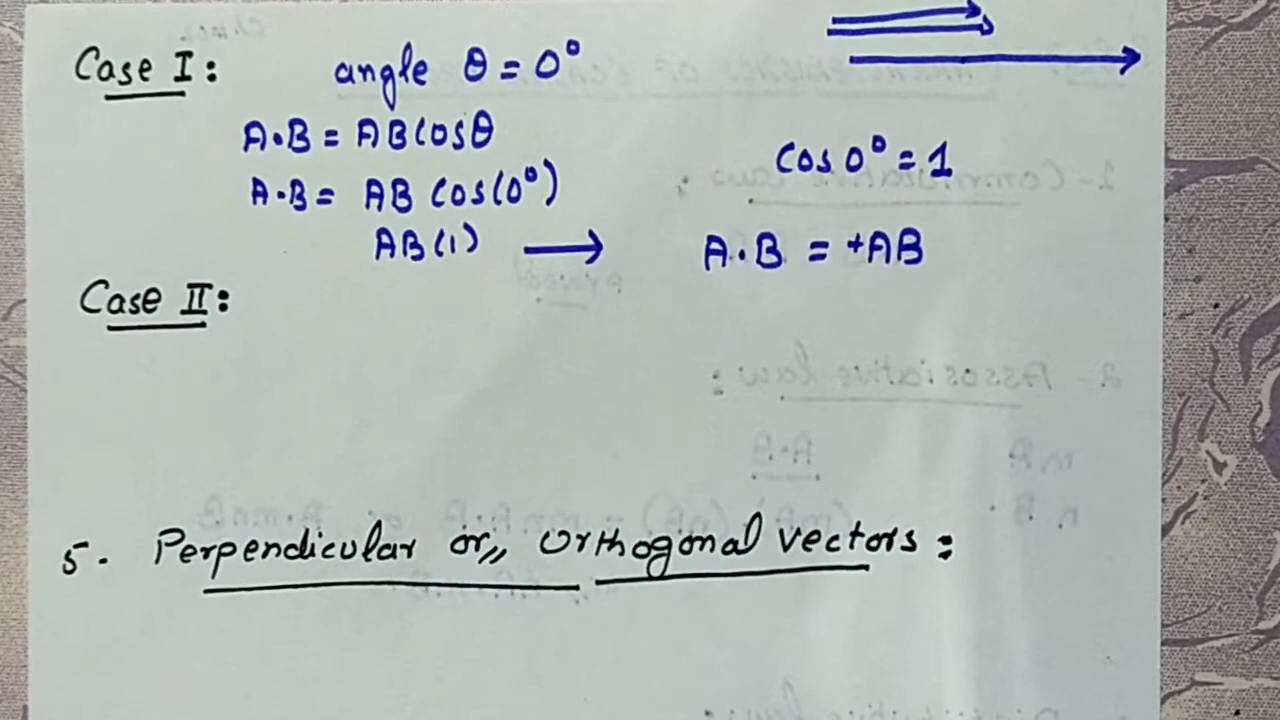 Case I: angle θ = 0°
A·B = ABCosθ
A·B = AB Cos(0°) Cos 0° = 1
AB(1) ⟶ A·B = +AB
Case II:
5. Perpendicular or,, Orthogonal vectors: